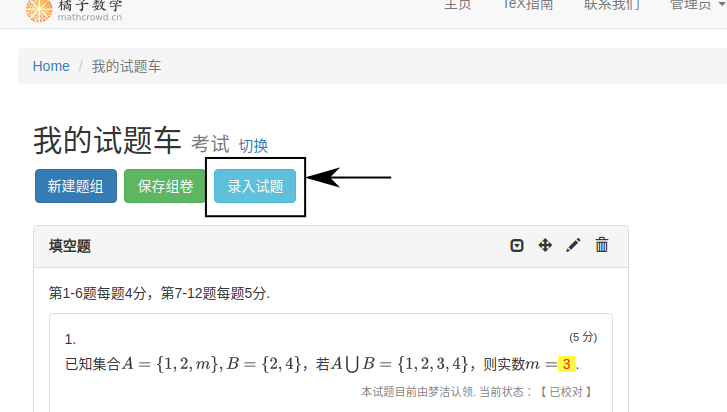 橘子数学
mathcrowd.cn
主页 TeX指南 联系我们 管理员
Home / 我的试题车
我的试题车 考试 切换
新建题组 保存组卷 录入试题
填空题
第1-6题每题4分，第7-12题每题5分.
1. (5 分)
已知集合A = {1, 2, m}, B = {2, 4}，若A⋃B = {1, 2, 3, 4}，则实数m = 3 .
本试题目前由梦洁认领. 当前状态：【 已校对 】